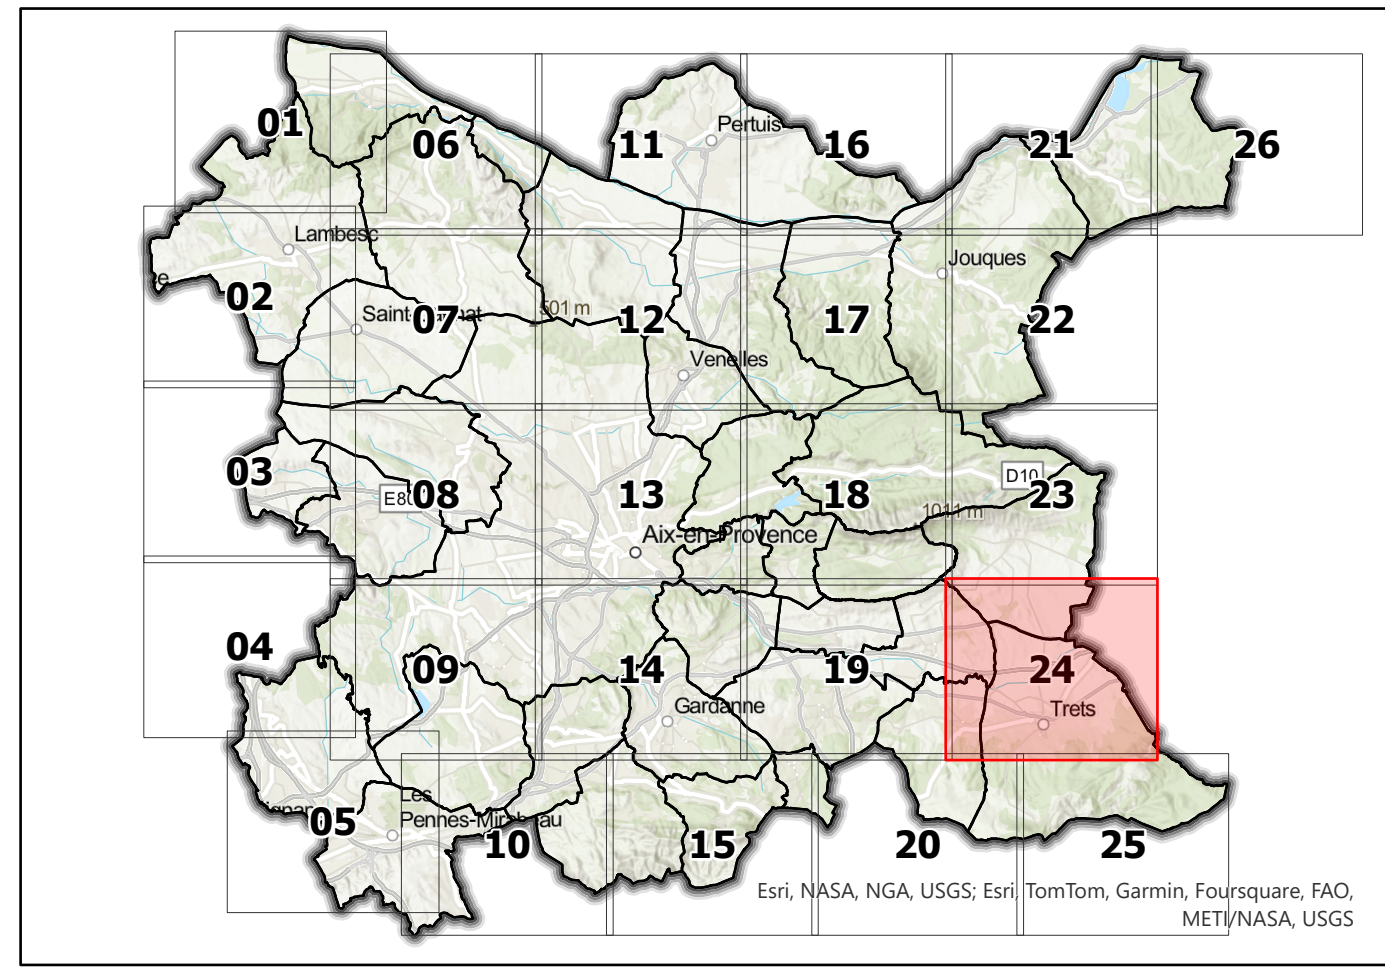 01
06
11
Pertuis
16
21
26
Lambesc
02
07
501 m
12
17
Jouques
22
Venelles
03
E80
08
13
18
D10
23
1011 m
Aix-en-Provence
04
09
14
19
24
Gardanne
Trets
05
Les
Pennes-Mirabeau
10
15
20
25
Esri, NASA, NGA, USGS; Esri, TomTom, Garmin, Foursquare, FAO,
METI/NASA, USGS